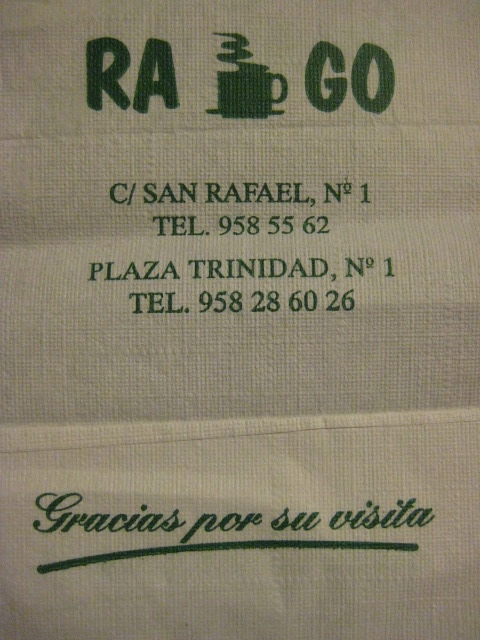 RA GO
C/ SAN RAFAEL, Nº 1
TEL. 958 55 62
PLAZA TRINIDAD, Nº 1
TEL. 958 28 60 26
Gracias por su visita